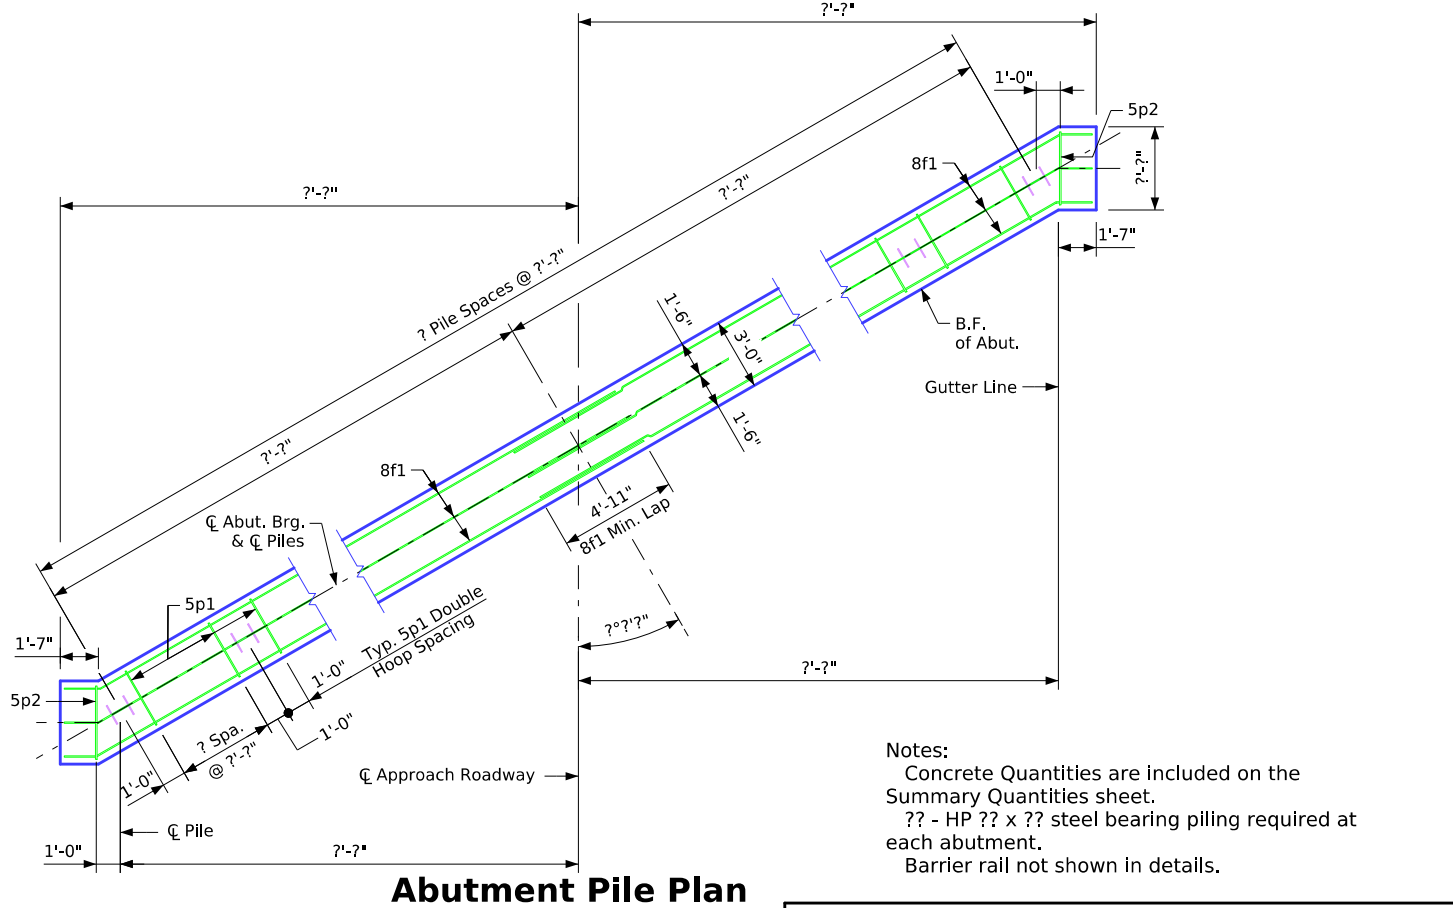 ?'-?"
1'-0"
5p2
8f1
?'-?"
?'-?"
?'-?"
1'-7"
? Pile Spaces @ ?'-?"
1'-6"
3'-0"
B.F.
of Abut.
Gutter Line
1'-6"
?'-?"
8f1
4'-11"
8f1 Min. Lap
℄ Abut. Brg.
& ℄ Piles
5p1
Typ. 5p1 Double
Hoop Spacing
?°?'?"
1'-7"
1'-0"
?'-?"
5p2
1'-0"
? Spa.
@ ?'-?"
1'-0"
℄ Approach Roadway
℄ Pile
1'-0"
?'-?"
Notes:
Concrete Quantities are included on the
Summary Quantities sheet.
?? - HP ?? x ?? steel bearing piling required at
each abutment.
Barrier rail not shown in details.
Abutment Pile Plan